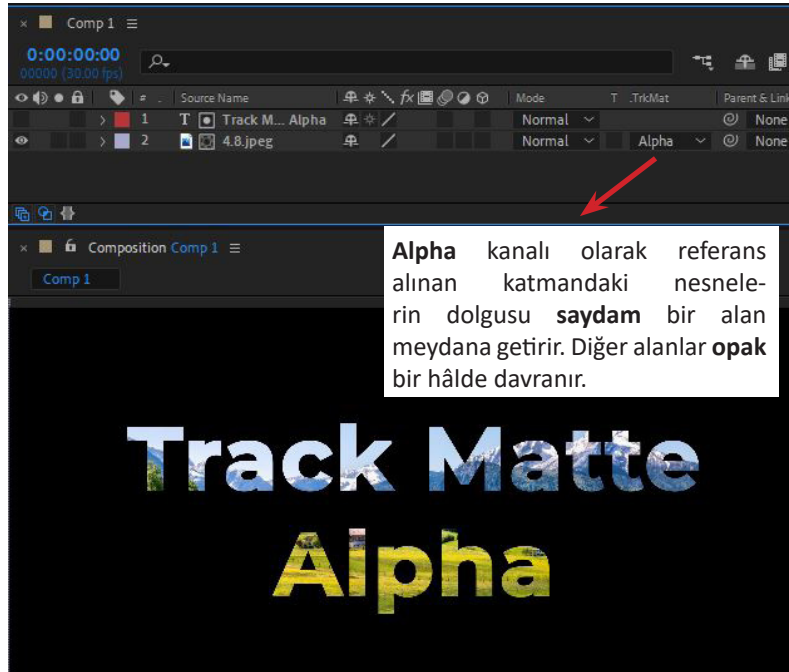 × Comp 1 ≡
0:00:00:00
00000 (30.00 fps)
# Source Name fx Mode T .TrkMat Parent & Link
1 T Track M... Alpha Normal None
2 4.8.jpeg Normal Alpha None
× Composition Comp 1 ≡
Comp 1
Alpha kanalı olarak referans
alınan katmandaki nesnele-
rin dolgusu saydam bir alan
meydana getirir. Diğer alanlar opak
bir hâlde davranır.
Track Matte
Alpha